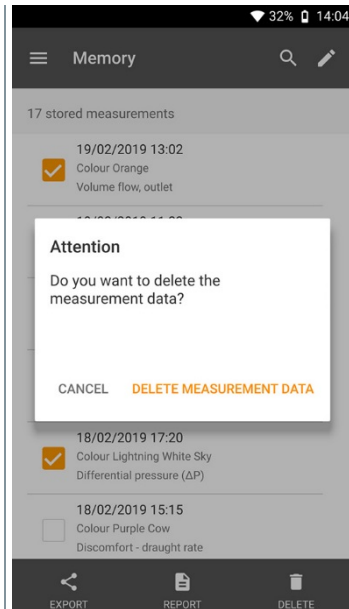 32% 14:04
Memory
17 stored measurements
19/02/2019 13:02
Colour Orange
Volume flow, outlet
Attention
Do you want to delete the
measurement data?
CANCEL DELETE MEASUREMENT DATA
18/02/2019 17:20
Colour Lightning White Sky
Differential pressure (ΔP)
18/02/2019 15:15
Colour Purple Cow
Discomfort - draught rate
EXPORT REPORT DELETE